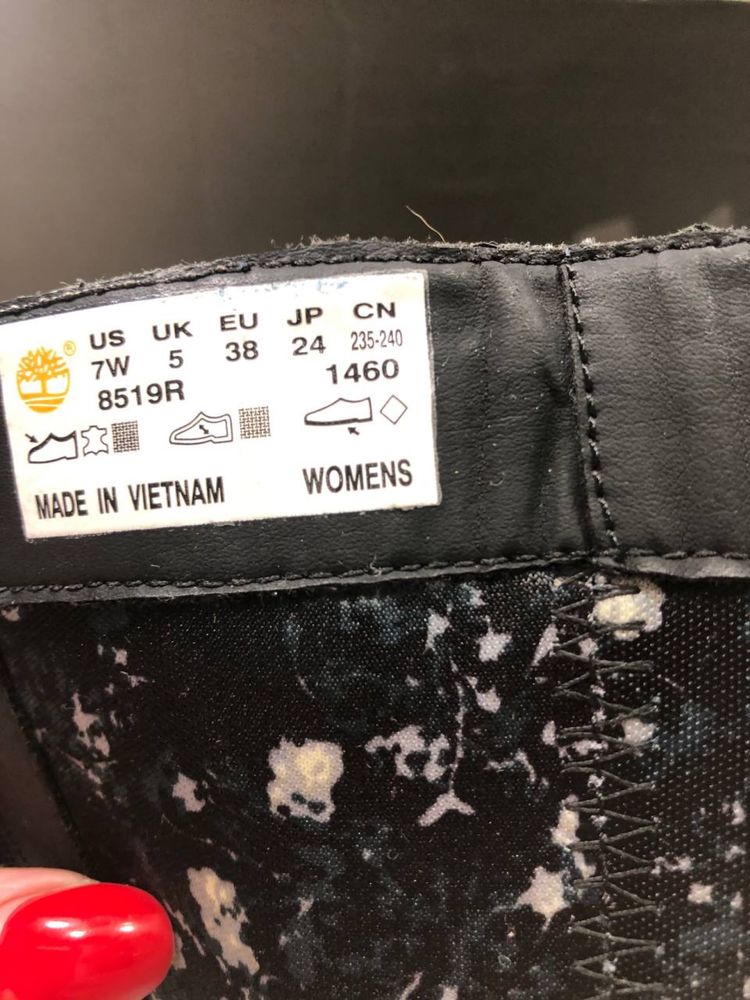 US UK EU JP CN
7W 5 38 24 235-240
8519R 1460
MADE IN VIETNAM WOMENS
®